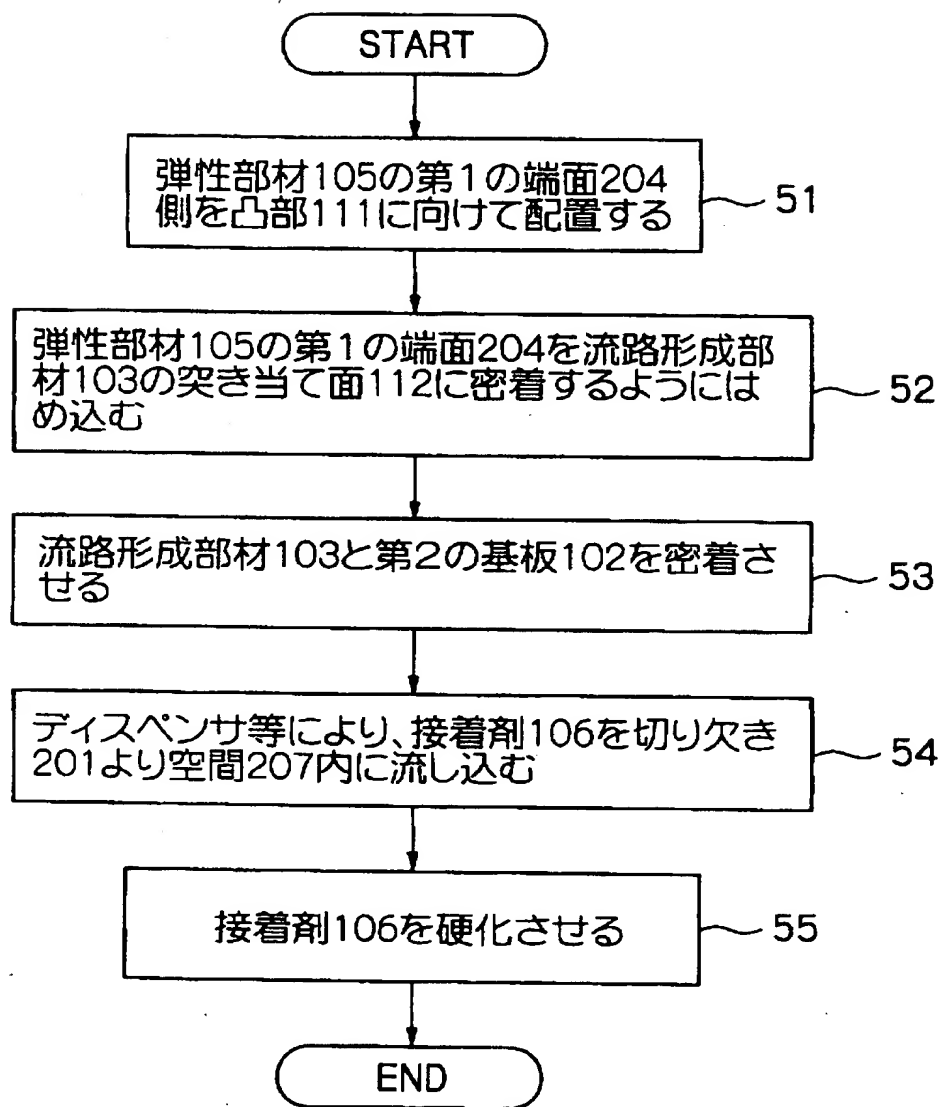 START
弾性部材105の第1の端面204
側を凸部111に向けて配置する
51
弾性部材105の第1の端面204を流路形成部
材103の突き当て面112に密着するようには
め込む
52
流路形成部材103と第2の基板102を密着さ
せる
53
ディスペンサ等により、接着剤106を切り欠き
201より空間207内に流し込む
54
接着剤106を硬化させる
55
END